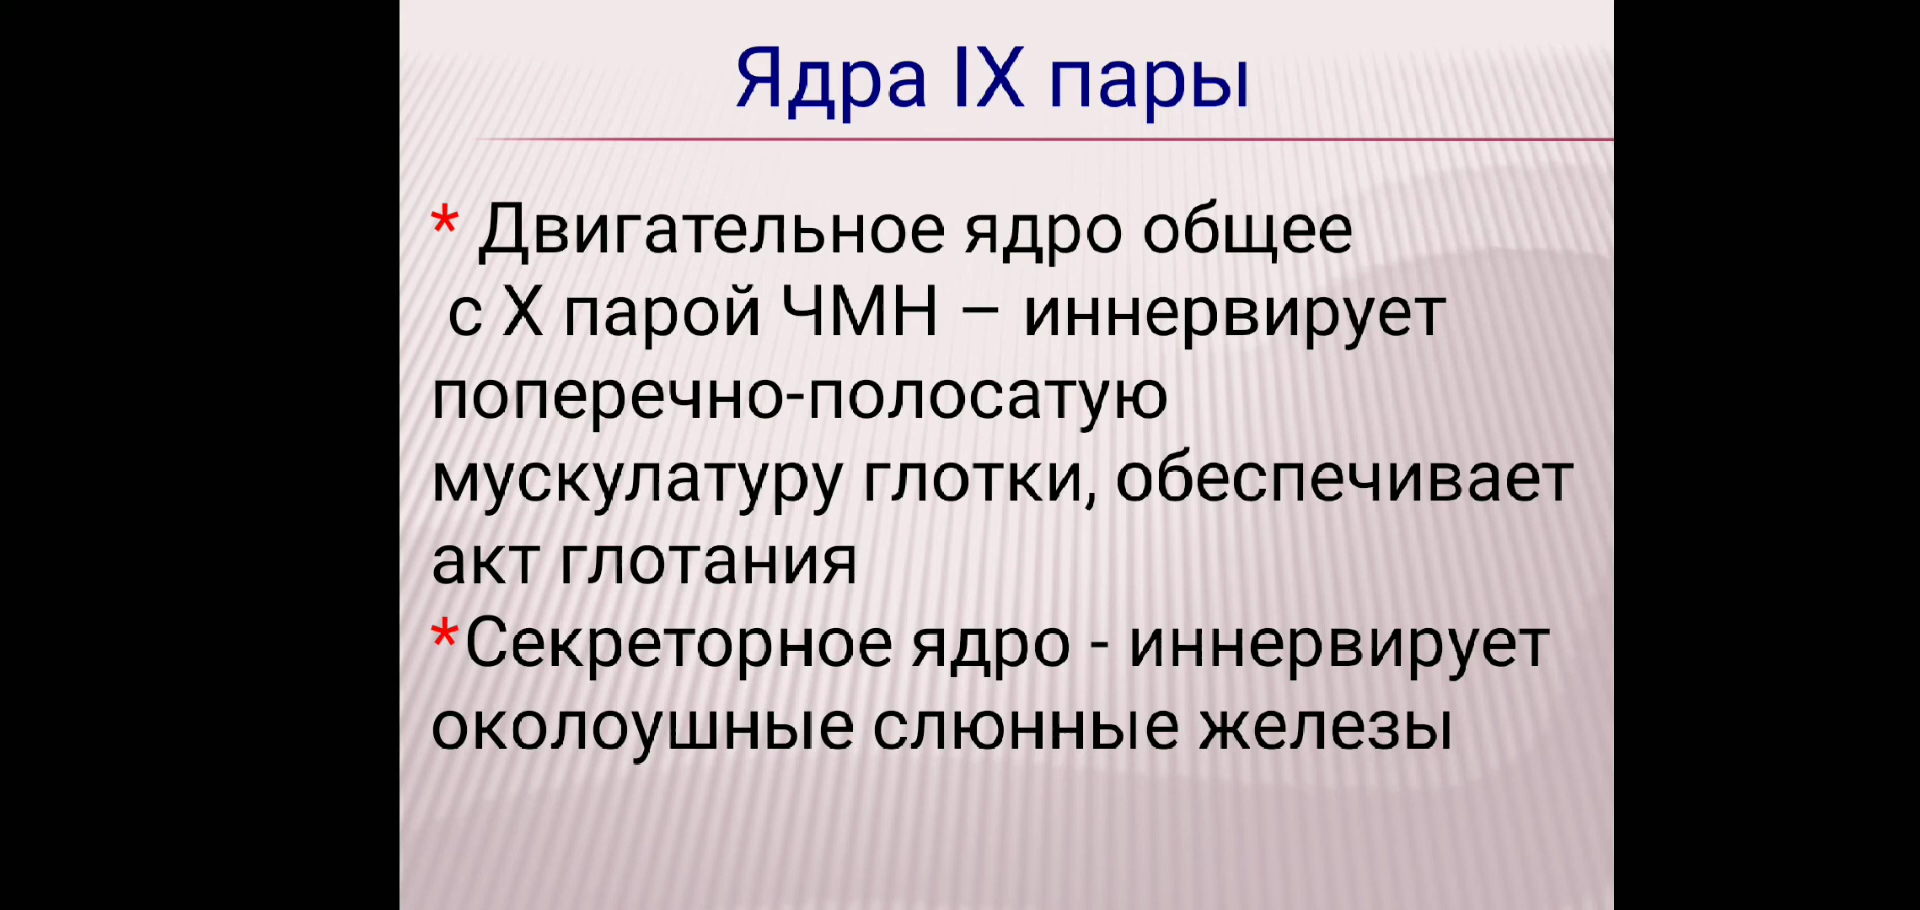 Ядра IX пары
* Двигательное ядро общее
с X парой ЧМН – иннервирует
поперечно-полосатую
мускулатуру глотки, обеспечивает
акт глотания
*Секреторное ядро - иннервирует
околоушные слюнные железы